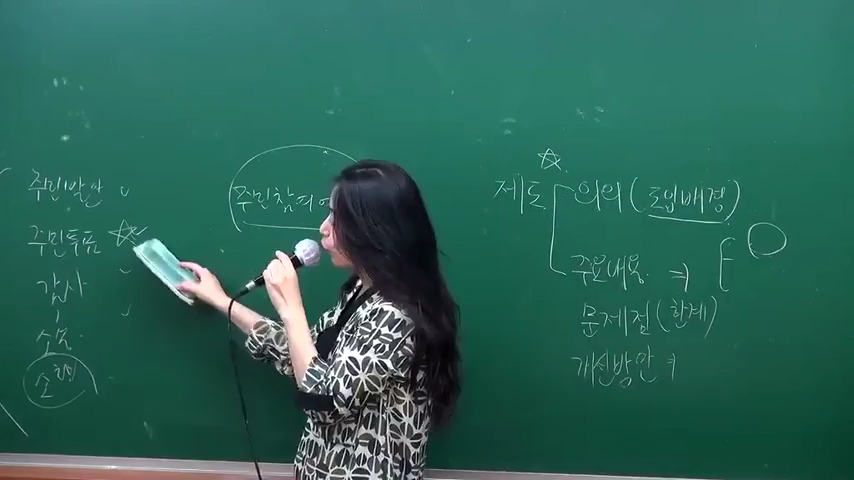 주민발안
주민투표
감사
소송
소환
주민참여
제도
의의(도입배경)
주요내용 →
문제점(한계)
개선방안